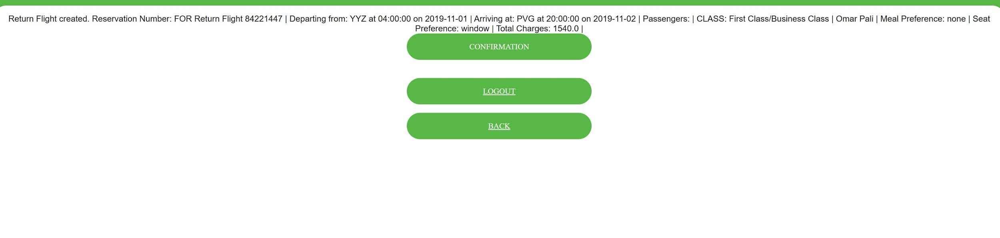 Return Flight created. Reservation Number: FOR Return Flight 84221447 | Departing from: YYZ at 04:00:00 on 2019-11-01 | Arriving at: PVG at 20:00:00 on 2019-11-02 | Passengers: | CLASS: First Class/Business Class | Omar Pali | Meal Preference: none | Seat
Preference: window | Total Charges: 1540.0 |
CONFIRMATION
LOGOUT
BACK